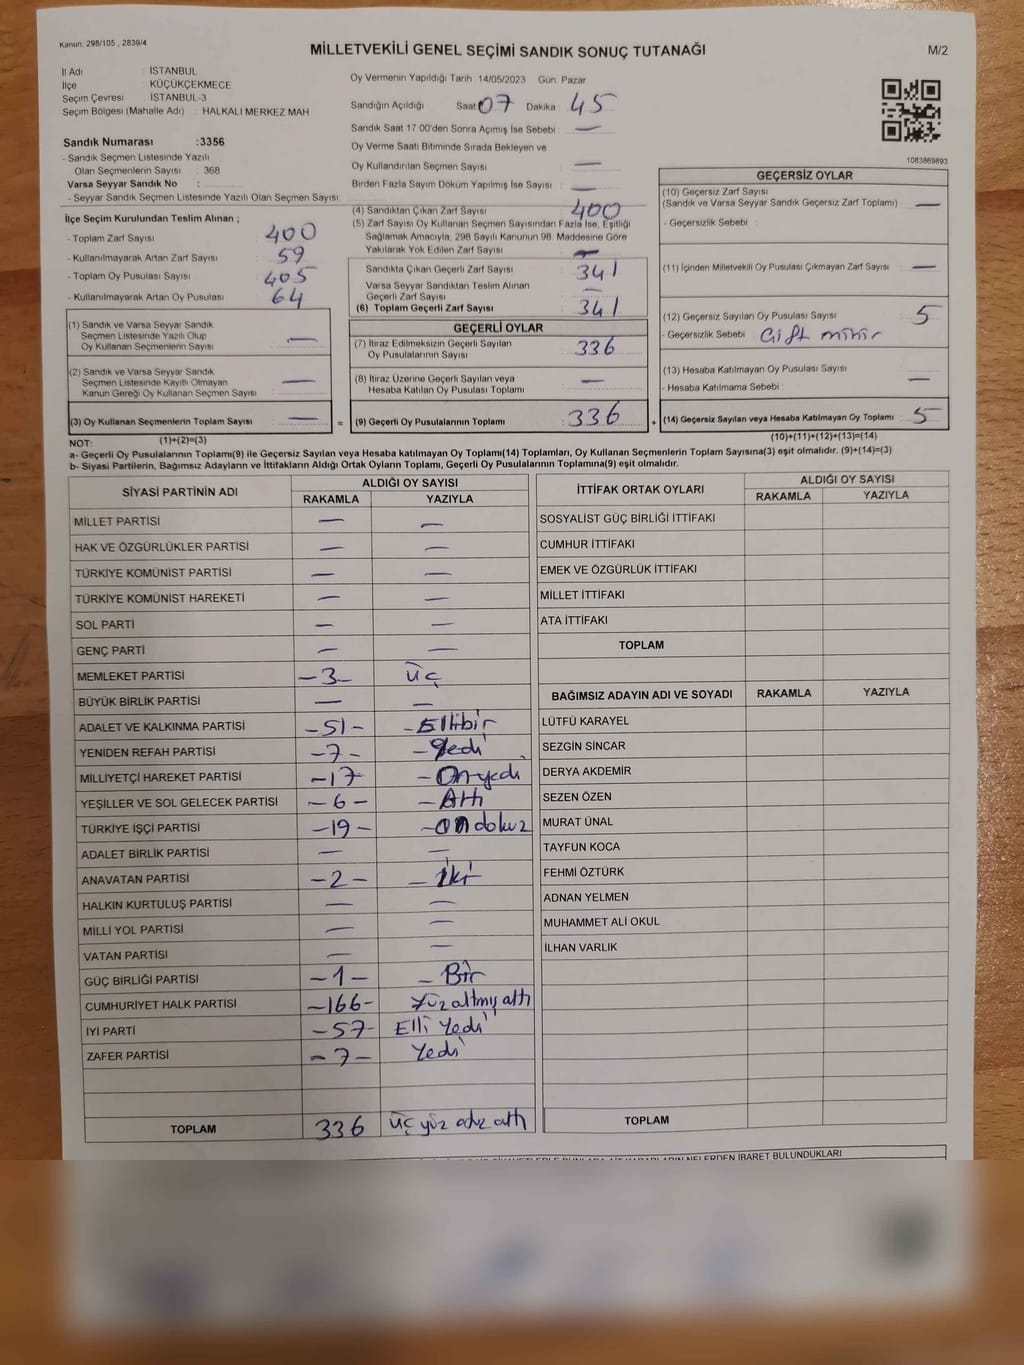 Kanun: 298/105 , 2839/4
MİLLETVEKİLİ GENEL SEÇİMİ SANDIK SONUÇ TUTANAĞI
M/2
İl Adı : İSTANBUL
İlçe : KÜÇÜKÇEKMECE
Seçim Çevresi : İSTANBUL-3
Seçim Bölgesi (Mahalle Adı) : HALKALI MERKEZ MAH
Sandık Numarası :3356
- Sandık Seçmen Listesinde Yazılı
Olan Seçmenlerin Sayısı : 368
Varsa Seyyar Sandık No :
- Seyyar Sandık Seçmen Listesinde Yazılı Olan Seçmen Sayısı :
İlçe Seçim Kurulundan Teslim Alınan ;
- Toplam Zarf Sayısı : 400
- Kullanılmayarak Artan Zarf Sayısı : 59
- Toplam Oy Pusulası Sayısı : 405
- Kullanılmayarak Artan Oy Pusulası : 64
(1) Sandık ve Varsa Seyyar Sandık
Seçmen Listesinde Yazılı Olup
Oy Kullanan Seçmenlerin Sayısı : —
(2) Sandık ve Varsa Seyyar Sandık
Seçmen Listesinde Kayıtlı Olmayan
Kanun Gereği Oy Kullanan Seçmen Sayısı : —
(3) Oy Kullanan Seçmenlerin Toplam Sayısı : —
(1)+(2)=(3)
Oy Vermenin Yapıldığı Tarih :14/05/2023 Gün: Pazar
Sandığın Açıldığı Saat: 07 Dakika : 45
Sandık Saat 17:00'den Sonra Açımış İse Sebebi : —
Oy Verme Saati Bitiminde Sırada Bekleyen ve
Oy Kullandırılan Seçmen Sayısı : —
Birden Fazla Sayım Döküm Yapılmış İse Sayısı : —
(4) Sandıktan Çıkan Zarf Sayısı : 400
(5) Zarf Sayısı Oy Kullanan Seçmen Sayısından Fazla İse, Eşitliği
Sağlamak Amacıyla, 298 Sayılı Kanunun 98. Maddesine Göre
Yakılarak Yok Edilen Zarf Sayısı : —
Sandıkta Çıkan Geçerli Zarf Sayısı : 341
Varsa Seyyar Sandıktan Teslim Alınan
Geçerli Zarf Sayısı : —
(6) Toplam Geçerli Zarf Sayısı : 341
GEÇERLİ OYLAR
(7) İtiraz Edilmeksizin Geçerli Sayılan
Oy Pusulalarının Sayısı : 336
(8) İtiraz Üzerine Geçerli Sayılan veya
Hesaba Katılan Oy Pusulası Toplamı : —
= (9) Geçerli Oy Pusulalarının Toplamı : 336
1083869893
GEÇERSİZ OYLAR
(10) Geçersiz Zarf Sayısı
(Sandık ve Varsa Seyyar Sandık Geçersiz Zarf Toplamı) : —
- Geçersizlik Sebebi :
(11) İçinden Milletvekili Oy Pusulası Çıkmayan Zarf Sayısı : —
(12) Geçersiz Sayılan Oy Pusulası Sayısı : 5
- Geçersizlik Sebebi : Çift mühür
(13) Hesaba Katılmayan Oy Pusulası Sayısı : —
- Hesaba Katılmama Sebebi :
+ (14) Geçersiz Sayılan veya Hesaba Katılmayan Oy Toplamı : 5
(10)+(11)+(12)+(13)=(14)
NOT:
a- Geçerli Oy Pusulalarının Toplamı(9) ile Geçersiz Sayılan veya Hesaba katılmayan Oy Toplamı(14) Toplamları, Oy Kullanan Seçmenlerin Toplam Sayısına(3) eşit olmalıdır. (9)+(14)=(3)
b- Siyasi Partilerin, Bağımsız Adayların ve İttifakların Aldığı Ortak Oyların Toplamı, Geçerli Oy Pusulalarının Toplamına(9) eşit olmalıdır.
SİYASİ PARTİNİN ADI
ALDIĞI OY SAYISI
RAKAMLA YAZIYLA
MİLLET PARTİSİ — —
HAK VE ÖZGÜRLÜKLER PARTİSİ — —
TÜRKİYE KOMÜNİST PARTİSİ — —
TÜRKİYE KOMÜNİST HAREKETİ — —
SOL PARTİ — —
GENÇ PARTİ — —
MEMLEKET PARTİSİ —3— üç
BÜYÜK BİRLİK PARTİSİ — —
ADALET VE KALKINMA PARTİSİ —51— —Ellibir
YENİDEN REFAH PARTİSİ —7— —Yedi
MİLLİYETÇİ HAREKET PARTİSİ —17 —Onyedi
YEŞİLLER VE SOL GELECEK PARTİSİ —6— —Altı
TÜRKİYE İŞÇİ PARTİSİ —19— —Ondokuz
ADALET BİRLİK PARTİSİ — —
ANAVATAN PARTİSİ —2— —İki
HALKIN KURTULUŞ PARTİSİ — —
MİLLİ YOL PARTİSİ — —
VATAN PARTİSİ — —
GÜÇ BİRLİĞİ PARTİSİ —1— —Bir
CUMHURİYET HALK PARTİSİ —166— Yüz altmış altı
İYİ PARTİ —57— Elli Yedi
ZAFER PARTİSİ —7— Yedi
TOPLAM 336 üç yüz otuz altı
İTTİFAK ORTAK OYLARI
ALDIĞI OY SAYISI
RAKAMLA YAZIYLA
SOSYALİST GÜÇ BİRLİĞİ İTTİFAKI
CUMHUR İTTİFAKI
EMEK VE ÖZGÜRLÜK İTTİFAKI
MİLLET İTTİFAKI
ATA İTTİFAKI
TOPLAM
BAĞIMSIZ ADAYIN ADI VE SOYADI RAKAMLA YAZIYLA
LÜTFÜ KARAYEL
SEZGİN SİNCAR
DERYA AKDEMİR
SEZEN ÖZEN
MURAT ÜNAL
TAYFUN KOCA
FEHMİ ÖZTÜRK
ADNAN YELMEN
MUHAMMET ALİ OKUL
İLHAN VARLIK
TOPLAM
NELERDEN İBARET BULUNDUKLARI